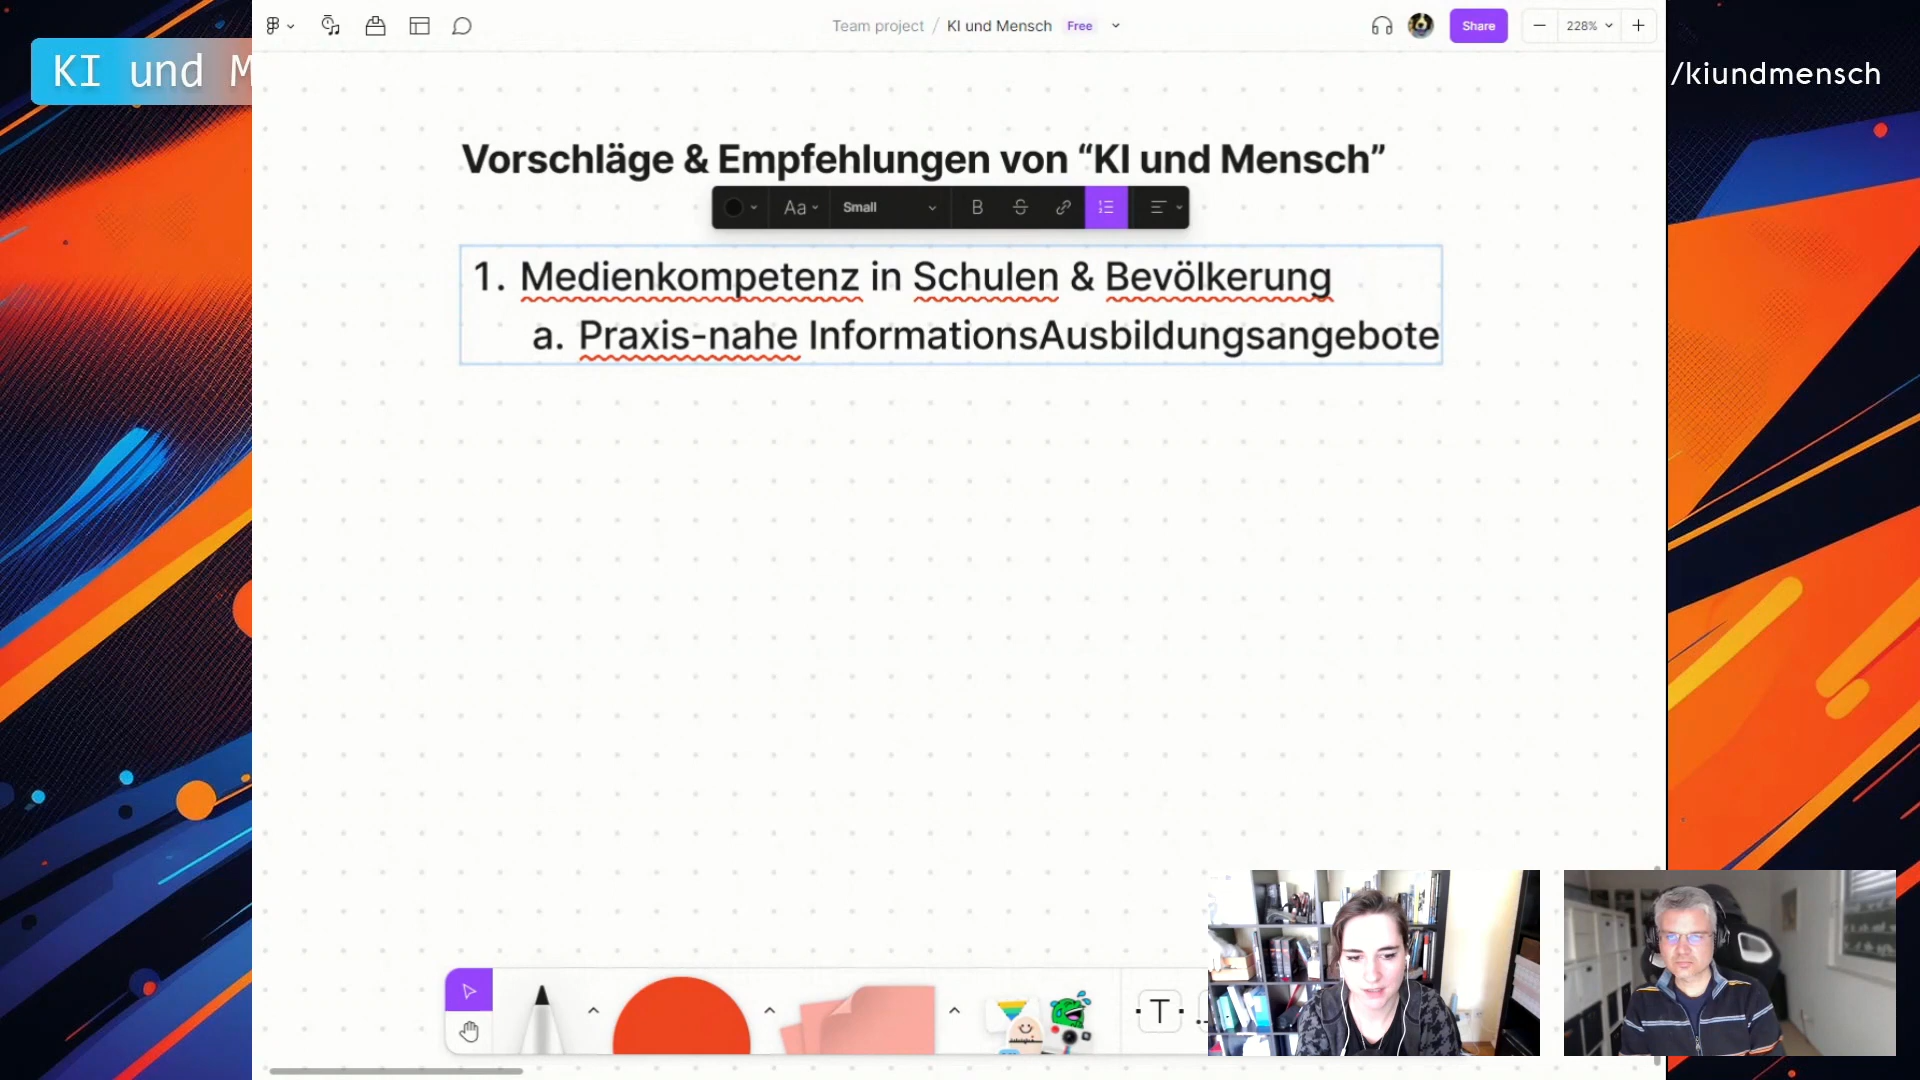 Team project / KI und Mensch Free
Share
228%
KI und M
/kiundmensch
Vorschläge & Empfehlungen von “KI und Mensch”
Aa
Small
B
S
1. Medienkompetenz in Schulen & Bevölkerung
a. Praxis-nahe InformationsAusbildungsangebote
T